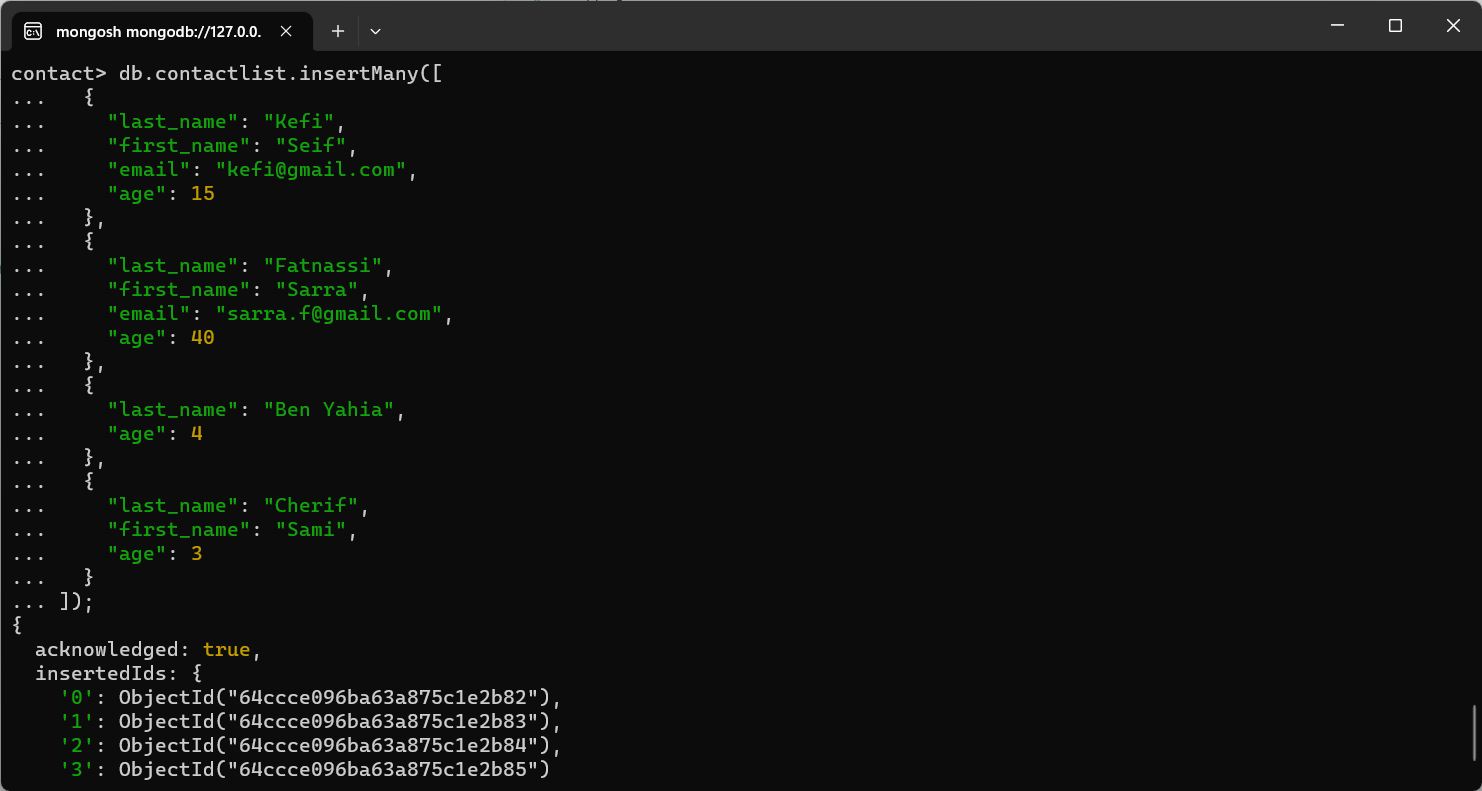 mongosh mongodb://127.0.0.
contact> db.contactlist.insertMany([
...   {
...     "last_name": "Kefi",
...     "first_name": "Seif",
...     "email": "kefi@gmail.com",
...     "age": 15
...   },
...   {
...     "last_name": "Fatnassi",
...     "first_name": "Sarra",
...     "email": "sarra.f@gmail.com",
...     "age": 40
...   },
...   {
...     "last_name": "Ben Yahia",
...     "age": 4
...   },
...   {
...     "last_name": "Cherif",
...     "first_name": "Sami",
...     "age": 3
...   }
... ]);
{
  acknowledged: true,
  insertedIds: {
    '0': ObjectId("64ccce096ba63a875c1e2b82"),
    '1': ObjectId("64ccce096ba63a875c1e2b83"),
    '2': ObjectId("64ccce096ba63a875c1e2b84"),
    '3': ObjectId("64ccce096ba63a875c1e2b85")